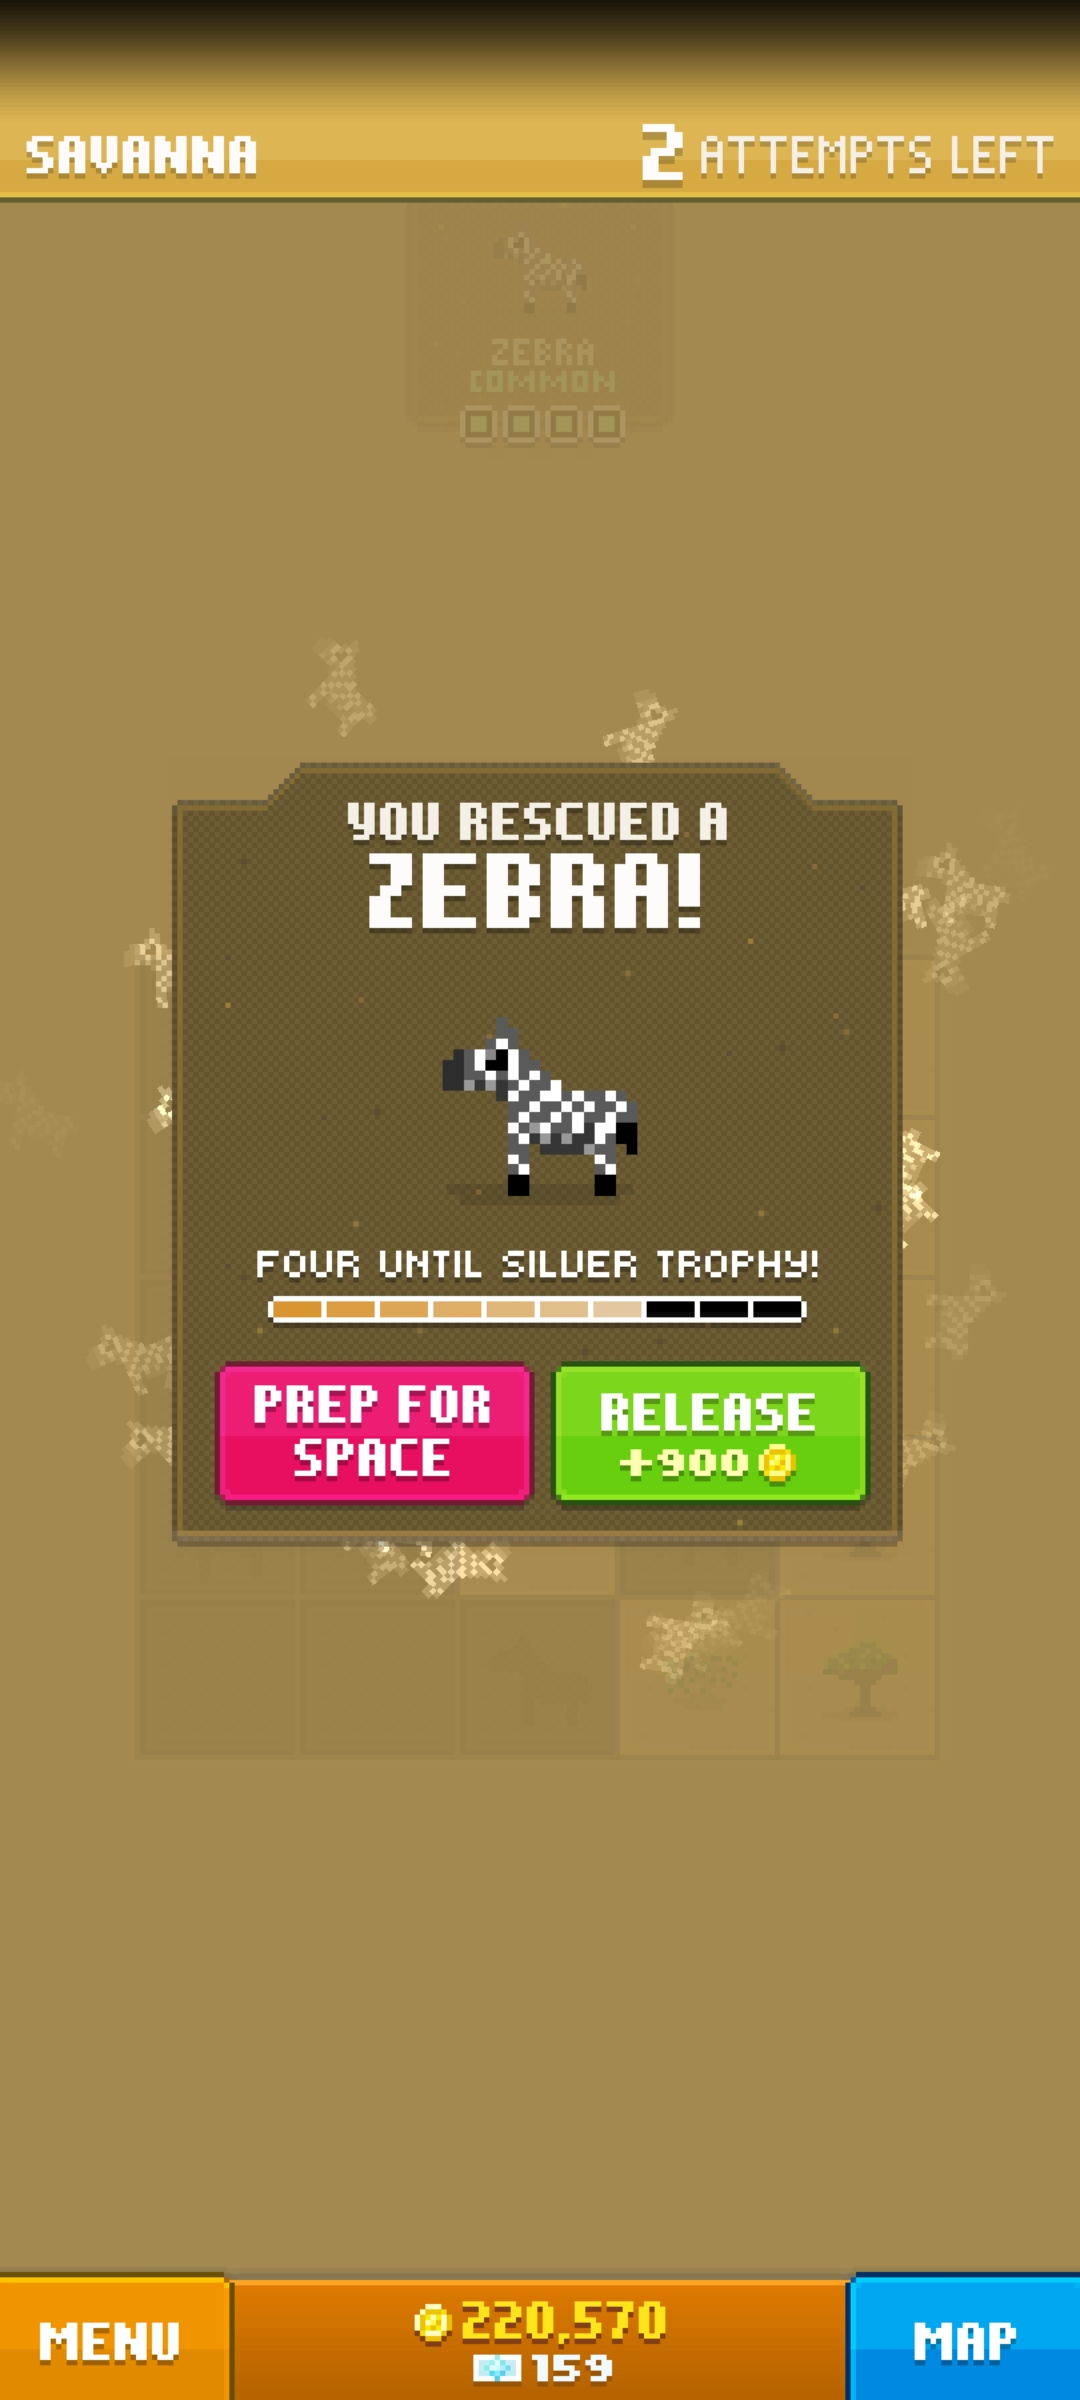 SAVANNA
2 ATTEMPTS LEFT
ZEBRA
COMMON
YOU RESCUED A
ZEBRA!
FOUR UNTIL SILVER TROPHY!
PREP FOR
SPACE
RELEASE
+900
MENU
220,570
159
MAP